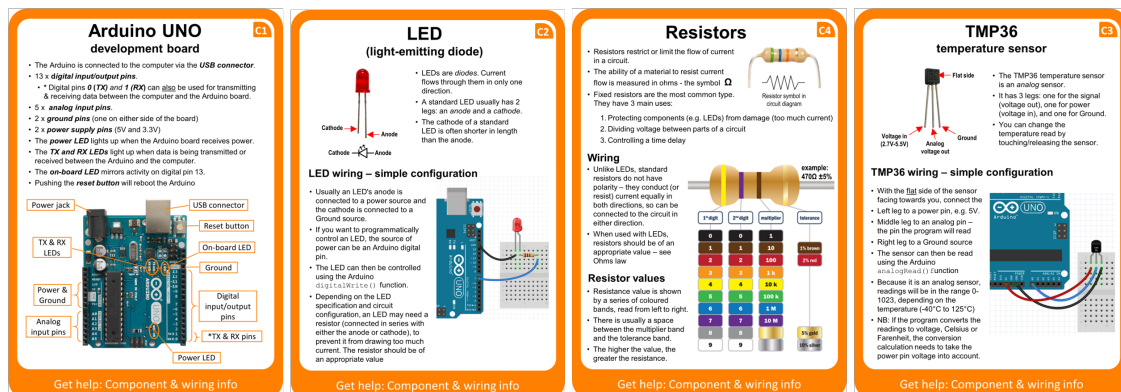 Arduino UNO
C1
development board
• The Arduino is connected to the computer via the USB connector.
• 13 x digital input/output pins.
• * Digital pins 0 (TX) and 1 (RX) can also be used for transmitting
& receiving data between the computer and the Arduino board.
• 5 x analog input pins.
• 2 x ground pins (one on either side of the board)
• 2 x power supply pins (5V and 3.3V)
• The power LED lights up when the Arduino board receives power.
• The TX and RX LEDs light up when data is being transmitted or
received between the Arduino and the computer.
• The on-board LED mirrors activity on digital pin 13.
• Pushing the reset button will reboot the Arduino
Power jack
USB connector
Reset button
TX & RX
LEDs
On-board LED
Ground
Power &
Ground
Digital
input/output
pins
Analog
input pins
*TX & RX pins
Power LED
Get help: Component & wiring info
LED
C2
(light-emitting diode)
• LEDs are diodes. Current
flows through them in only one
direction.
• A standard LED usually has 2
legs: an anode and a cathode.
• The cathode of a standard
LED is often shorter in length
than the anode.
Cathode
Anode
Cathode
Anode
LED wiring – simple configuration
• Usually an LED's anode is
connected to a power source and
the cathode is connected to a
Ground source.
• If you want to programmatically
control an LED, the source of
power can be an Arduino digital
pin.
• The LED can then be controlled
using the Arduino
digitalWrite() function.
• Depending on the LED
specification and circuit
configuration, an LED may need a
resistor (connected in series with
either the anode or cathode), to
prevent it from drawing too much
current. The resistor should be of
an appropriate value
UNO
Get help: Component & wiring info
Resistors
C4
• Resistors restrict or limit the flow of current
in a circuit.
• The ability of a material to resist current
flow is measured in ohms - the symbol Ω
• Fixed resistors are the most common type.
They have 3 main uses:
Resistor symbol in
circuit diagram
1. Protecting components (e.g. LEDs) from damage (too much current)
2. Dividing voltage between parts of a circuit
3. Controlling a time delay
Wiring
• Unlike LEDs, standard
resistors do not have
polarity – they conduct (or
resist) current equally in
both directions, so can be
connected to the circuit in
either direction.
• When used with LEDs,
resistors should be of an
appropriate value – see
Ohms law
Resistor values
• Resistance value is shown
by a series of coloured
bands, read from left to right.
• There is usually a space
between the multiplier band
and the tolerance band.
• The higher the value, the
greater the resistance.
example:
470Ω ±5%
1st digit 2nd digit multiplier tolerance
0 0 1
1 1 10 1% brown
2 2 100 2% red
3 3 1 k
4 4 10 k
5 5 100 k
6 6 1 M
7 7 10 M
8 8 5% gold
9 9 10% silver
Get help: Component & wiring info
TMP36
C3
temperature sensor
Flat side
• The TMP36 temperature sensor
is an analog sensor.
• It has 3 legs: one for the signal
(voltage out), one for power
(voltage in), and one for Ground.
• You can change the
temperature read by
touching/releasing the sensor.
Voltage in
(2.7V-5.5V)
Analog
voltage out
Ground
TMP36 wiring – simple configuration
• With the flat side of the sensor
facing towards you, connect the
• Left leg to a power pin, e.g. 5V.
• Middle leg to an analog pin –
the pin the program will read
• Right leg to a Ground source
• The sensor can then be read
using the Arduino
analogRead() function
• Because it is an analog sensor,
readings will be in the range 0-
1023, depending on the
temperature (-40°C to 125°C)
• NB: If the program converts the
readings to voltage, Celsius or
Farenheit, the conversion
calculation needs to take the
power pin voltage into account.
UNO
Arduino
Get help: Component & wiring info